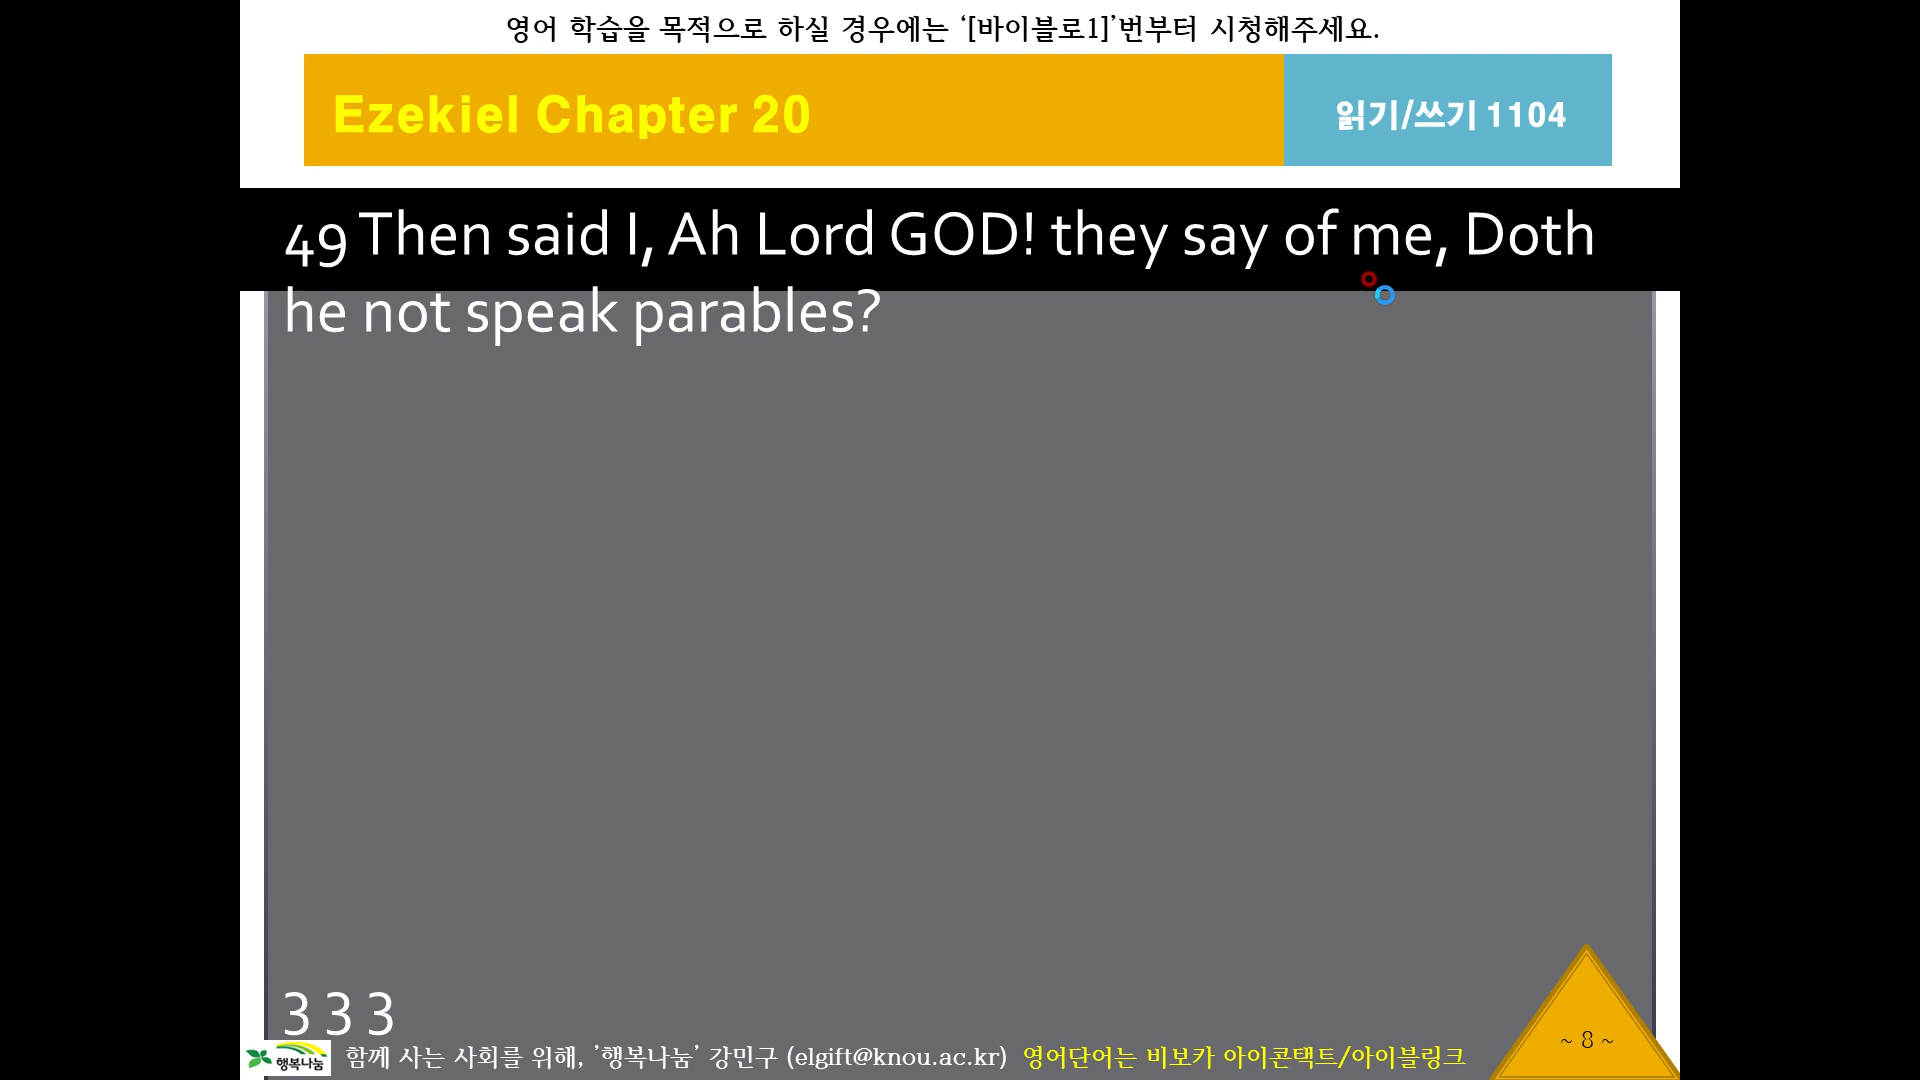 영어 학습을 목적으로 하실 경우에는 ‘[바이블로1]’번부터 시청해주세요.
Ezekiel Chapter 20
읽기/쓰기 1104
49 Then said I, Ah Lord GOD! they say of me, Doth
he not speak parables?
3 3 3
행복나눔
함께 사는 사회를 위해, ’행복나눔’ 강민구 (elgift@knou.ac.kr) 영어단어는 비보카 아이콘택트/아이블링크
~ 8 ~